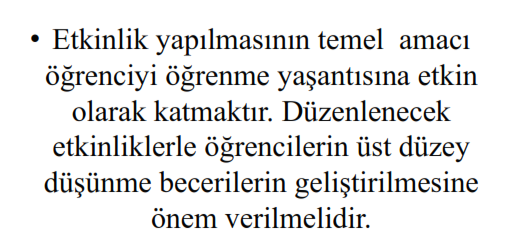 • Etkinlik yapılmasının temel  amacı
öğrenciyi öğrenme yaşantısına etkin
olarak katmaktır. Düzenlenecek
etkinliklerle öğrencilerin üst düzey
düşünme becerilerin geliştirilmesine
önem verilmelidir.